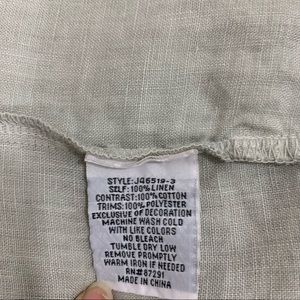 STYLE:J46519-3
SELF:100% LINEN
CONTRAST:100% COTTON
TRIMS:100% POLYESTER
EXCLUSIVE OF DECORATION
MACHINE WASH COLD
WITH LIKE COLORS
NO BLEACH
TUMBLE DRY LOW
REMOVE PROMPTLY
WARM IRON IF NEEDED
RN# 87291
MADE IN CHINA